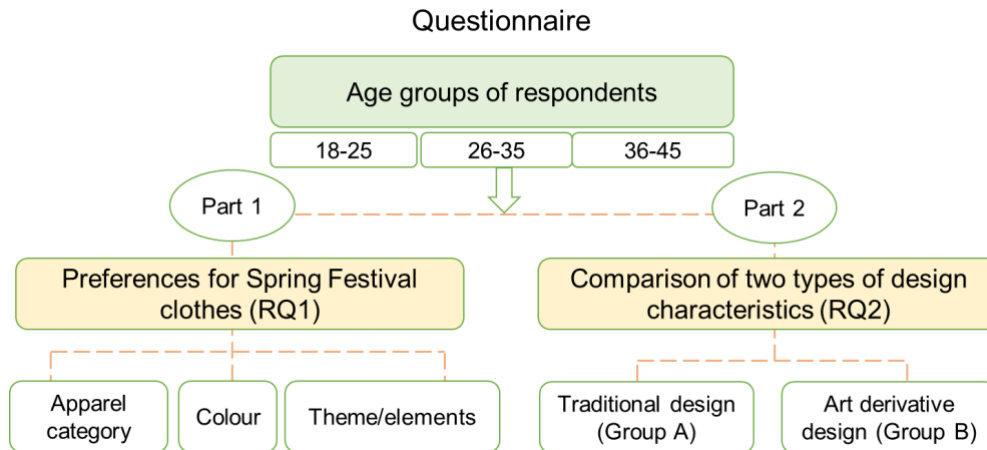 Questionnaire
Age groups of respondents
18-25
26-35
36-45
Part 1
Part 2
Preferences for Spring Festival
clothes (RQ1)
Comparison of two types of design
characteristics (RQ2)
Apparel
category
Colour
Theme/elements
Traditional design
(Group A)
Art derivative
design (Group B)